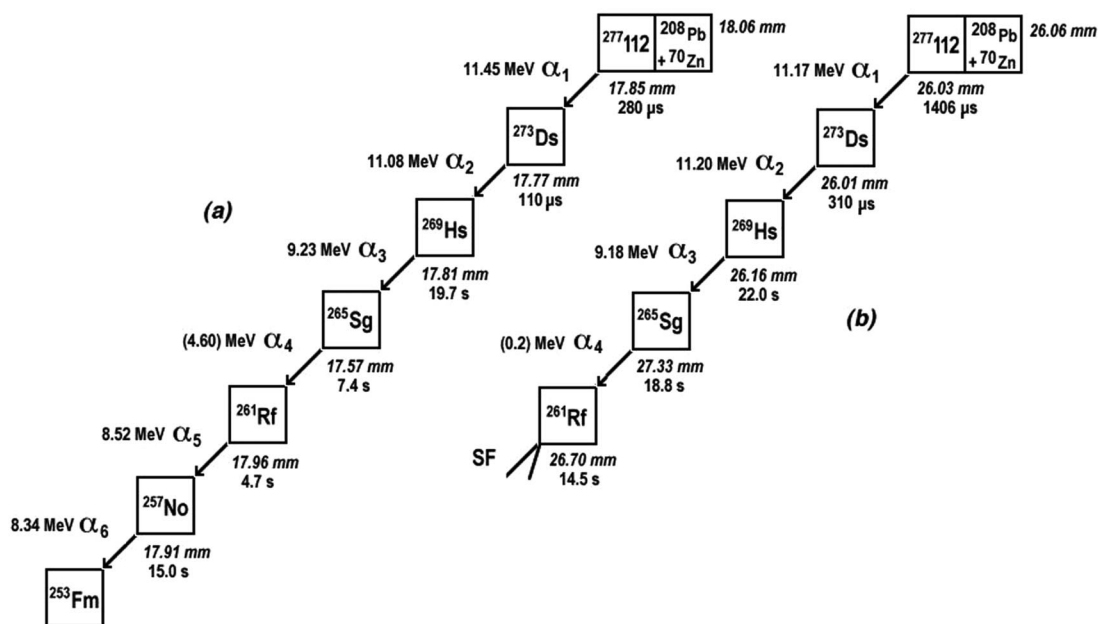 (a)
²⁷⁷112
²⁰⁸Pb
+ ⁷⁰Zn
18.06 mm
11.45 MeV α₁
17.85 mm
280 µs
²⁷³Ds
11.08 MeV α₂
17.77 mm
110 µs
²⁶⁹Hs
9.23 MeV α₃
17.81 mm
19.7 s
²⁶⁵Sg
(4.60) MeV α₄
17.57 mm
7.4 s
²⁶¹Rf
8.52 MeV α₅
17.96 mm
4.7 s
²⁵⁷No
8.34 MeV α₆
17.91 mm
15.0 s
²⁵³Fm
(b)
²⁷⁷112
²⁰⁸Pb
+ ⁷⁰Zn
26.06 mm
11.17 MeV α₁
26.03 mm
1406 µs
²⁷³Ds
11.20 MeV α₂
26.01 mm
310 µs
²⁶⁹Hs
9.18 MeV α₃
26.16 mm
22.0 s
²⁶⁵Sg
(0.2) MeV α₄
27.33 mm
18.8 s
²⁶¹Rf
SF
26.70 mm
14.5 s